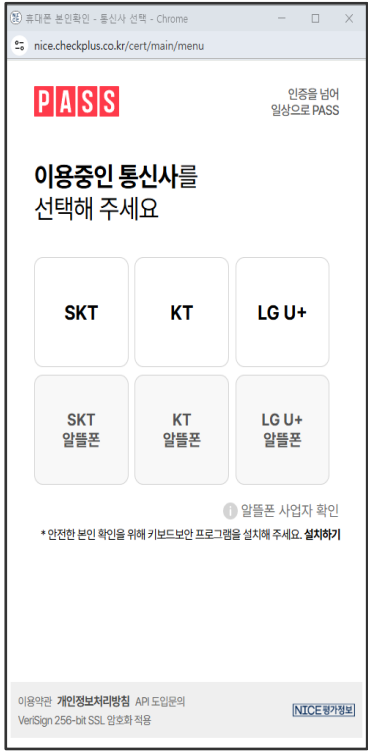 휴대폰 본인확인 - 통신사 선택 - Chrome
nice.checkplus.co.kr/cert/main/menu
PASS
인증을 넘어
일상으로 PASS
이용중인 통신사를
선택해 주세요
SKT
KT
LG U+
SKT
알뜰폰
KT
알뜰폰
LG U+
알뜰폰
알뜰폰 사업자 확인
* 안전한 본인 확인을 위해 키보드보안 프로그램을 설치해 주세요. 설치하기
이용약관 개인정보처리방침 API 도입문의
VeriSign 256-bit SSL 암호화 적용
NICE평가정보